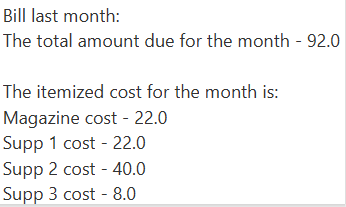 Bill last month:
The total amount due for the month - 92.0
The itemized cost for the month is:
Magazine cost - 22.0
Supp 1 cost - 22.0
Supp 2 cost - 40.0
Supp 3 cost - 8.0